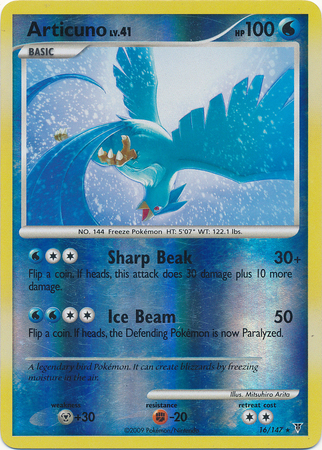 Articuno LV.41
HP 100
BASIC
NO. 144 Freeze Pokémon HT: 5'07" WT: 122.1 lbs.
Sharp Beak 30+
Flip a coin. If heads, this attack does 30 damage plus 10 more
damage.
Ice Beam 50
Flip a coin. If heads, the Defending Pokémon is now Paralyzed.
A legendary bird Pokémon. It can create blizzards by freezing
moisture in the air.
Illus. Mitsuhiro Arita
weakness resistance retreat cost
+30 -20
©2009 Pokémon/Nintendo 16/147 ★